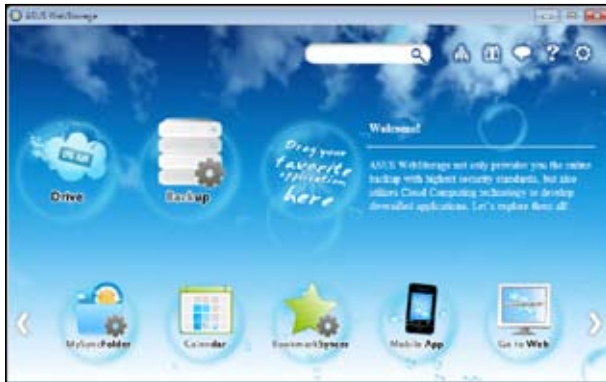 ASUS WebStorage
Welcome!
ASUS WebStorage not only provides you the online
backup with highest security standards, but also
utilizes Cloud Computing technology to develop
diversified applications. Let's explore them all!
Drag your
favorite
application
here
Drive
Backup
MySyncFolder
Calendar
BookmarkSyncer
Mobile App
Go to Web